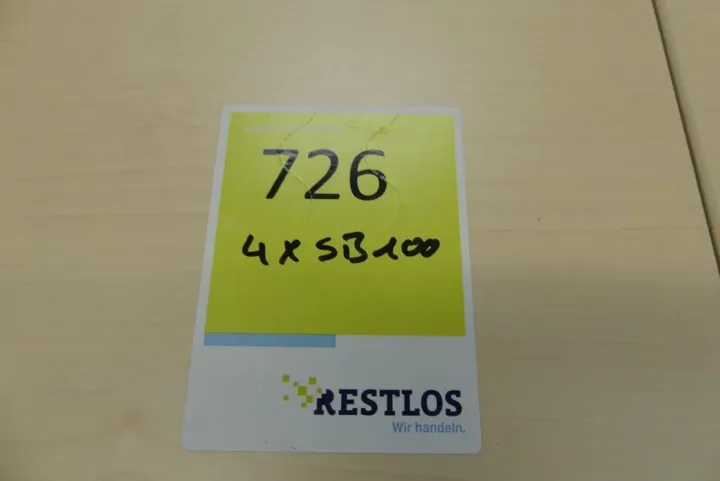 726
4 X SB100
RESTLOS
Wir handeln.